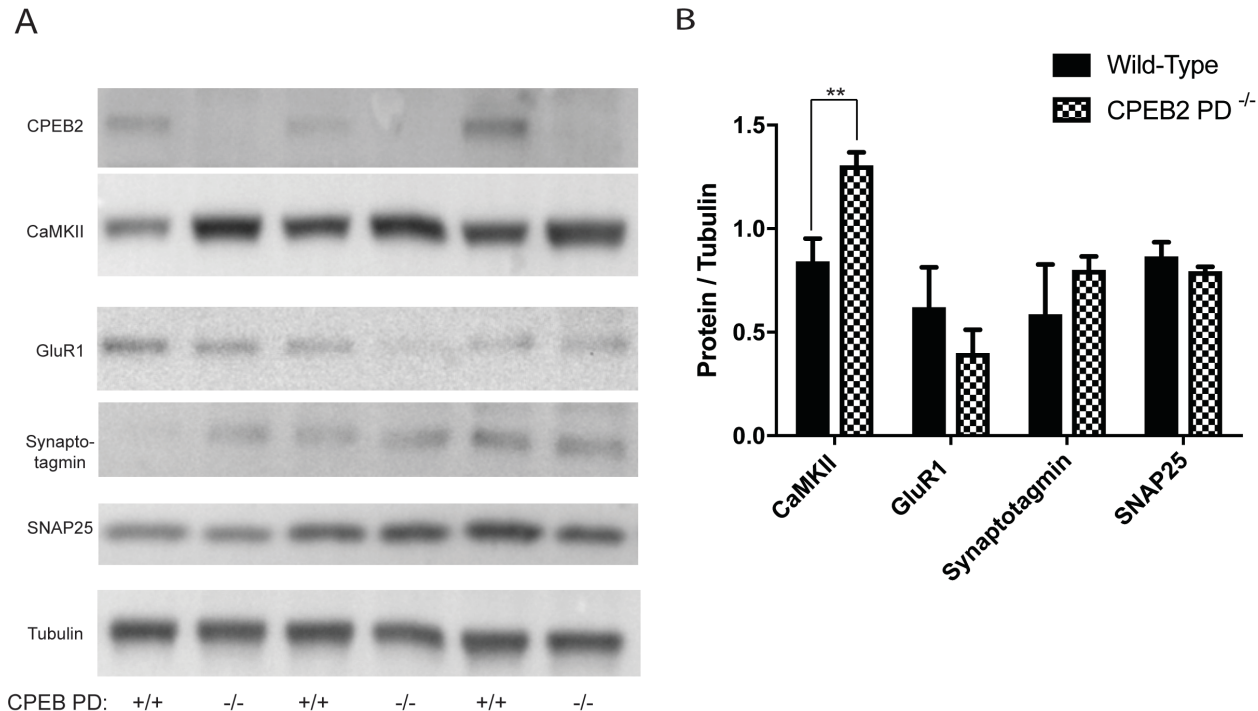 A
CPEB2
CaMKII
GluR1
Synapto-
tagmin
SNAP25
Tubulin
CPEB PD: +/+ -/- +/+ -/- +/+ -/-
B
Wild-Type
CPEB2 PD -/-
**
Protein / Tubulin
1.5
1.0
0.5
0.0
CaMKII
GluR1
Synaptotagmin
SNAP25